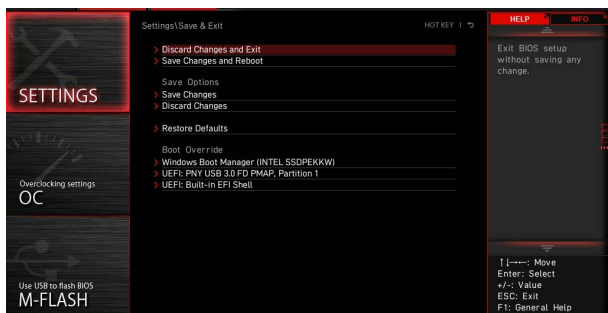 Settings\Save & Exit
HOT KEY | ↰
HELP
INFO
SETTINGS
Overclocking settings
OC
Use USB to flash BIOS
M-FLASH
Discard Changes and Exit
Save Changes and Reboot
Save Options
Save Changes
Discard Changes
Restore Defaults
Boot Override
Windows Boot Manager (INTEL SSDPEKKW)
UEFI: PNY USB 3.0 FD PMAP, Partition 1
UEFI: Built-in EFI Shell
Exit BIOS setup
without saving any
change.
↑↓→←: Move
Enter: Select
+/-: Value
ESC: Exit
F1: General Help